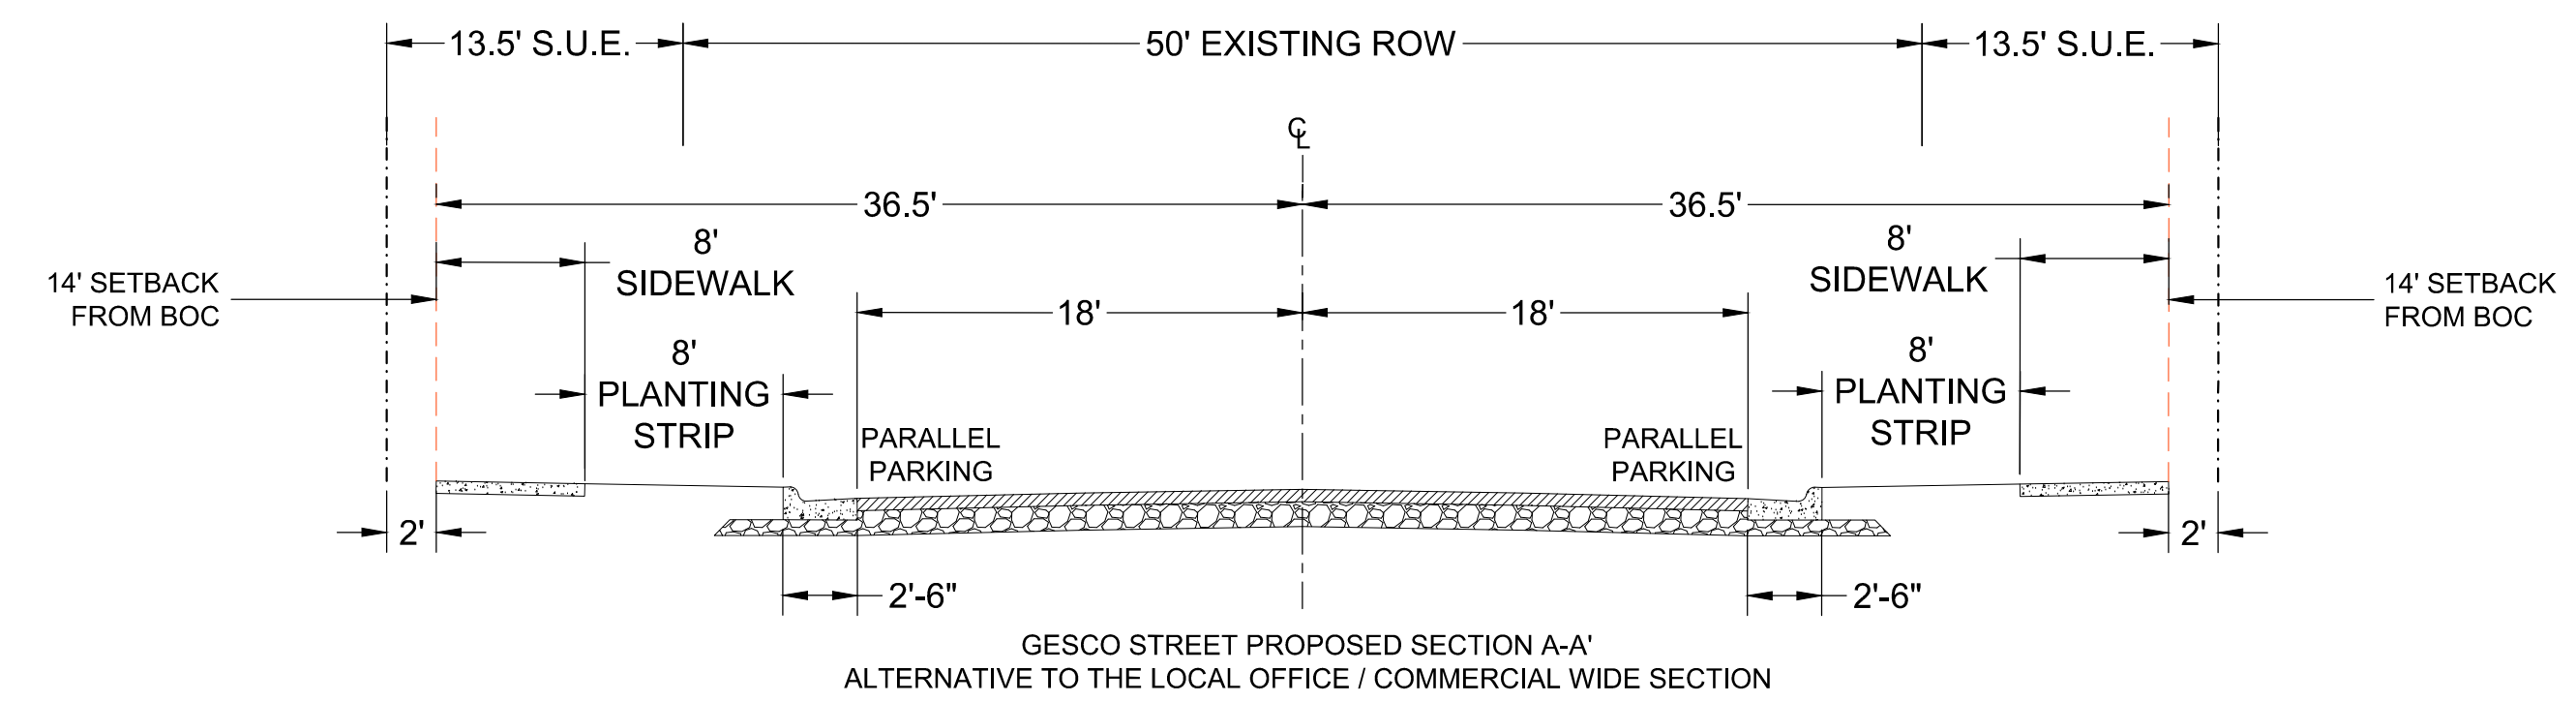 13.5' S.U.E.
50' EXISTING ROW
13.5' S.U.E.
℄
36.5'
36.5'
8'
SIDEWALK
8'
SIDEWALK
14' SETBACK
FROM BOC
14' SETBACK
FROM BOC
18'
18'
8'
PLANTING
STRIP
8'
PLANTING
STRIP
PARALLEL
PARKING
PARALLEL
PARKING
2'
2'
2'-6"
2'-6"
GESCO STREET PROPOSED SECTION A-A'
ALTERNATIVE TO THE LOCAL OFFICE / COMMERCIAL WIDE SECTION